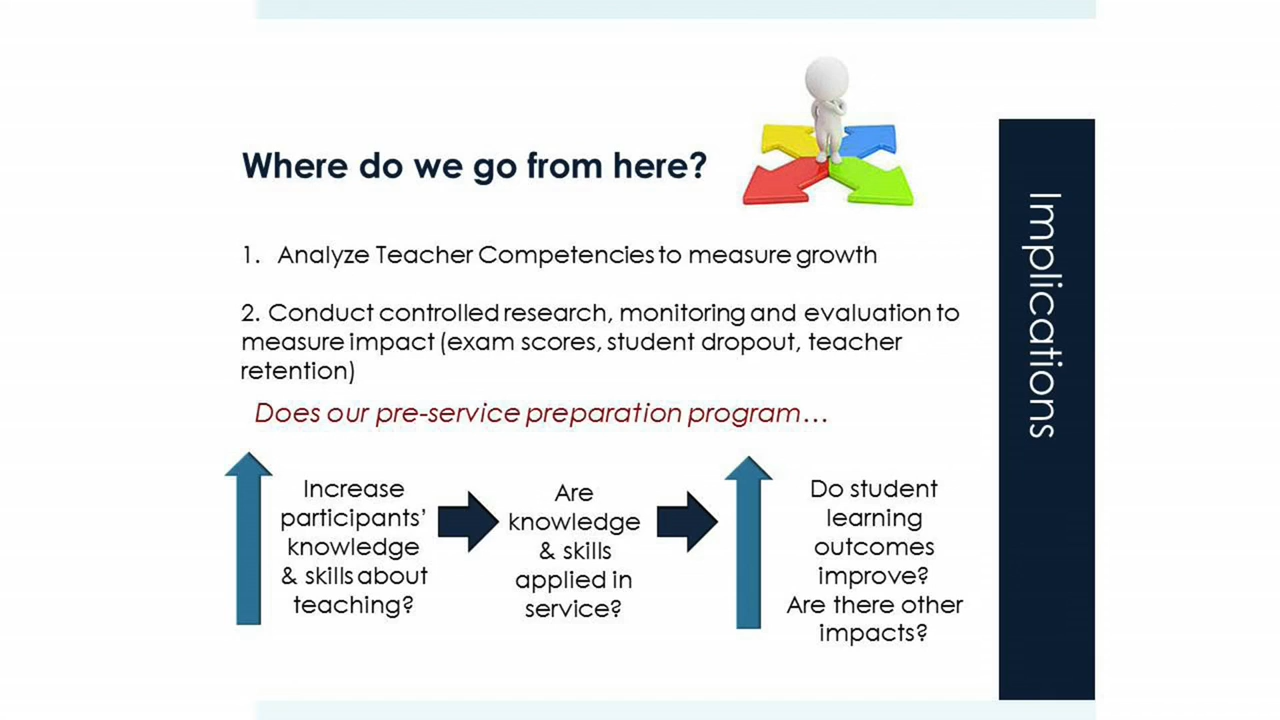 Where do we go from here?
1. Analyze Teacher Competencies to measure growth
2. Conduct controlled research, monitoring and evaluation to
measure impact (exam scores, student dropout, teacher
retention)
Does our pre-service preparation program…
Increase
participants’
knowledge
& skills about
teaching?
Are
knowledge
& skills
applied in
service?
Do student
learning
outcomes
improve?
Are there other
impacts?
Implications